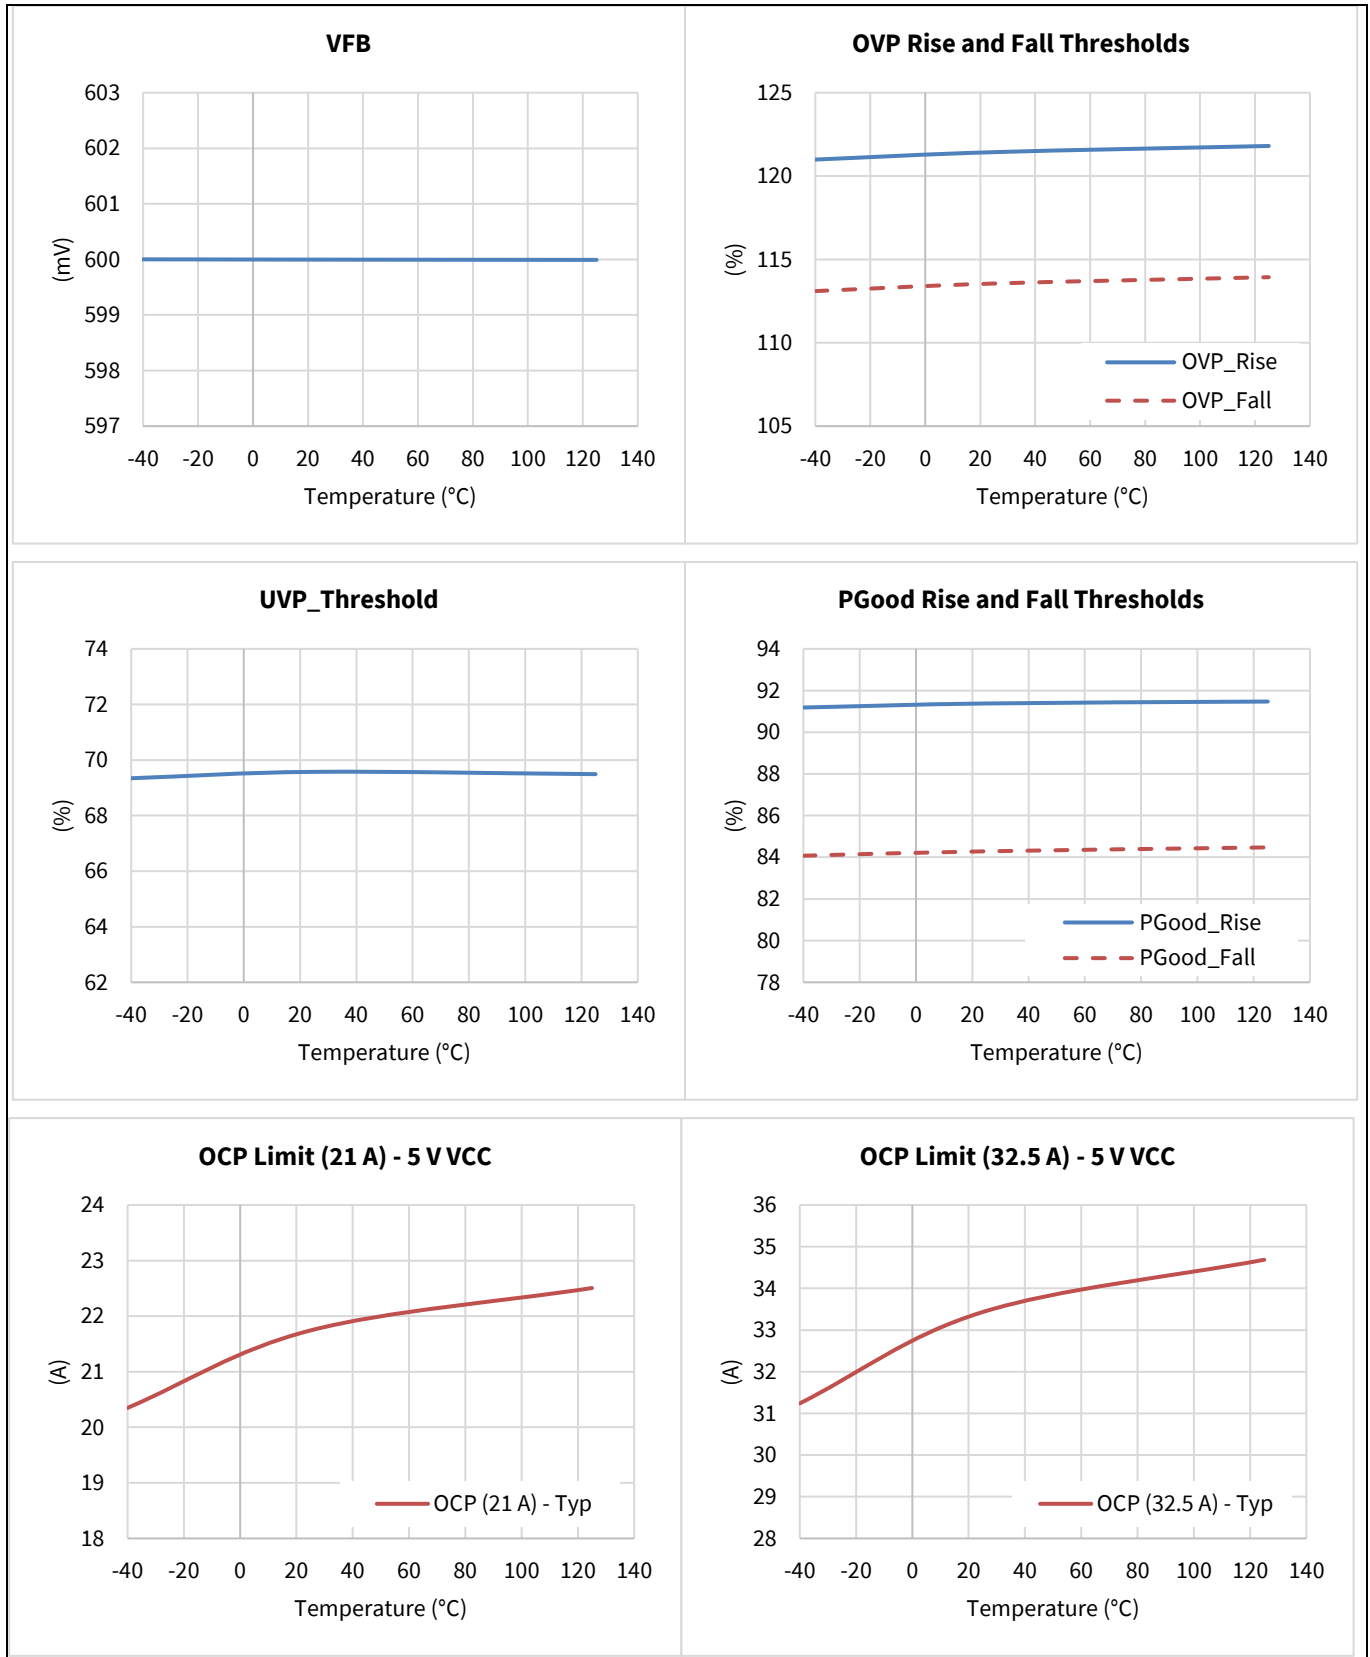 VFB
603
602
601
600
599
598
597
(mV)
-40 -20 0 20 40 60 80 100 120 140
Temperature (°C)
OVP Rise and Fall Thresholds
125
120
115
110
105
(%)
OVP_Rise
OVP_Fall
-40 -20 0 20 40 60 80 100 120 140
Temperature (°C)
UVP_Threshold
74
72
70
68
66
64
62
(%)
-40 -20 0 20 40 60 80 100 120 140
Temperature (°C)
PGood Rise and Fall Thresholds
94
92
90
88
86
84
82
80
78
(%)
PGood_Rise
PGood_Fall
-40 -20 0 20 40 60 80 100 120 140
Temperature (°C)
OCP Limit (21 A) - 5 V VCC
24
23
22
21
20
19
18
(A)
OCP (21 A) - Typ
-40 -20 0 20 40 60 80 100 120 140
Temperature (°C)
OCP Limit (32.5 A) - 5 V VCC
36
35
34
33
32
31
30
29
28
(A)
OCP (32.5 A) - Typ
-40 -20 0 20 40 60 80 100 120 140
Temperature (°C)